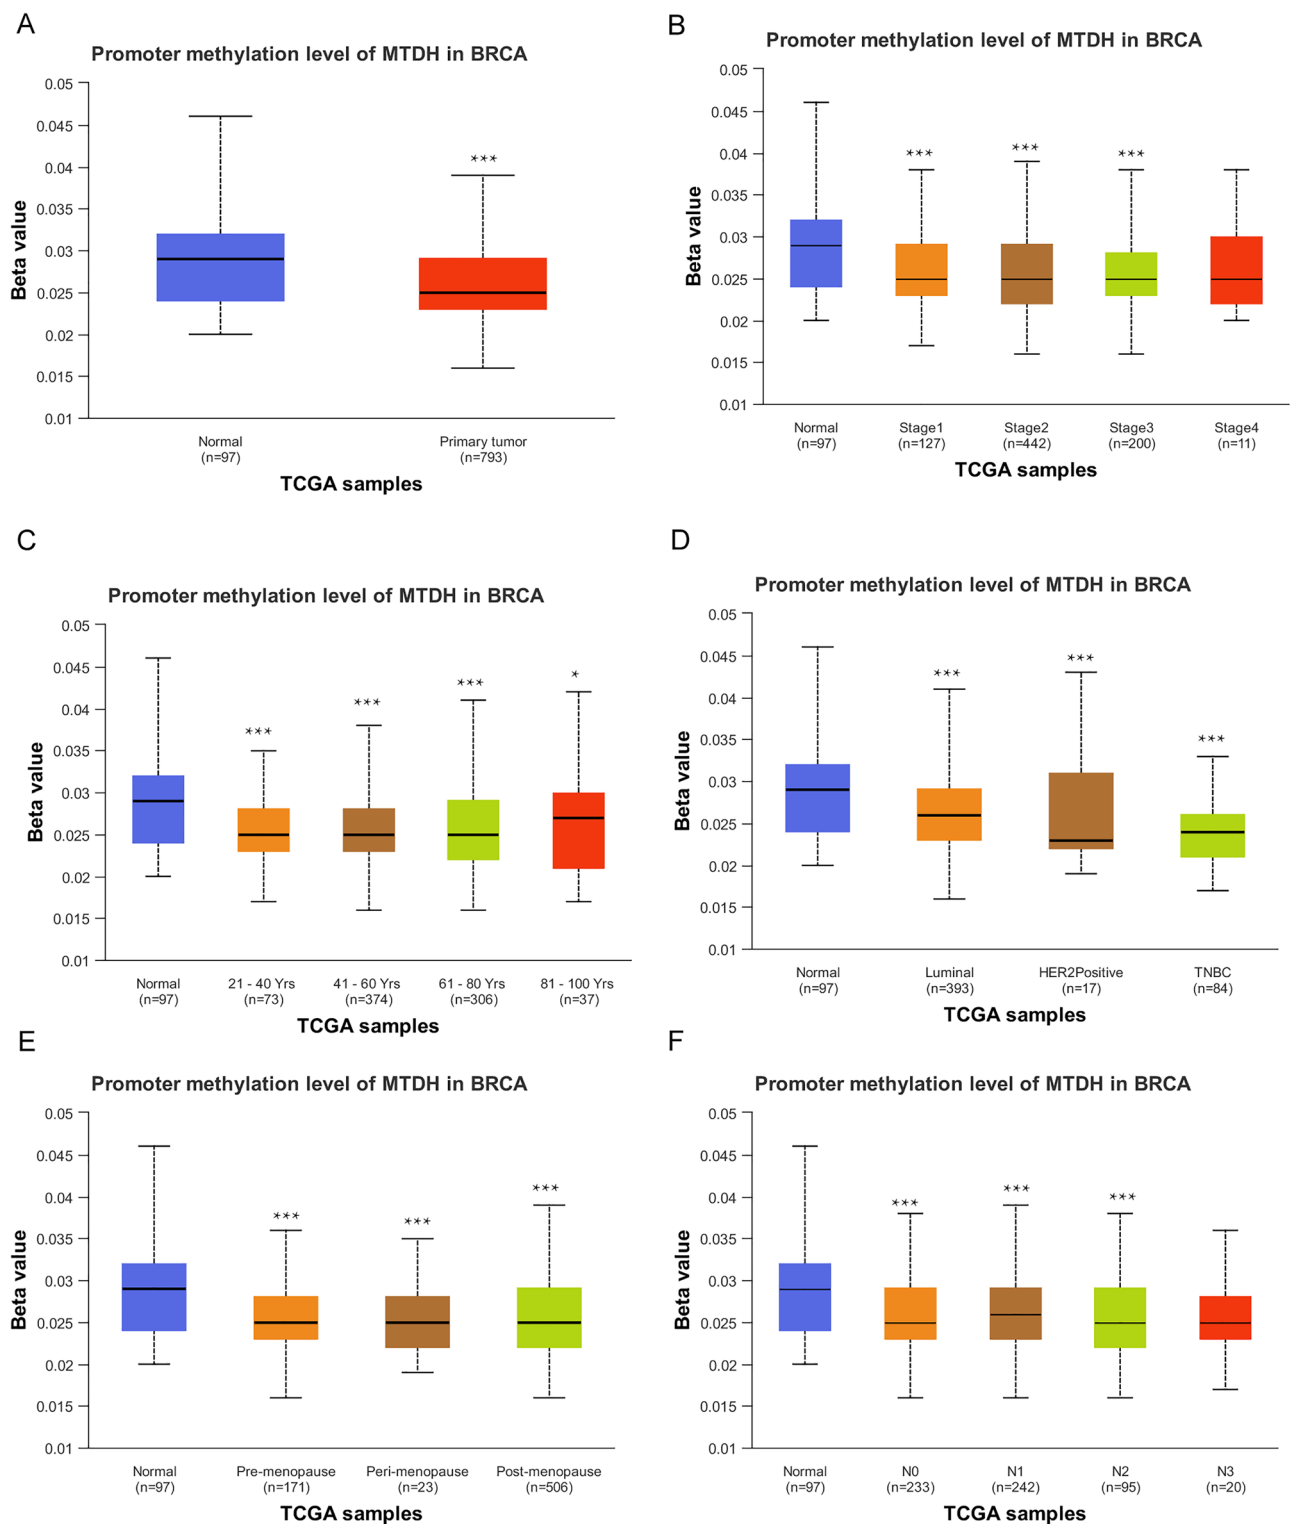 A
Promoter methylation level of MTDH in BRCA
0.05
0.045
0.04
0.035
0.03
0.025
0.02
0.015
0.01
Beta value
***
Normal
(n=97)
Primary tumor
(n=793)
TCGA samples
B
Promoter methylation level of MTDH in BRCA
0.05
0.045
0.04
0.035
0.03
0.025
0.02
0.015
0.01
Beta value
*** *** ***
Normal
(n=97)
Stage1
(n=127)
Stage2
(n=442)
Stage3
(n=200)
Stage4
(n=11)
TCGA samples
C
Promoter methylation level of MTDH in BRCA
0.05
0.045
0.04
0.035
0.03
0.025
0.02
0.015
0.01
Beta value
*** *** *** *
Normal
(n=97)
21 - 40 Yrs
(n=73)
41 - 60 Yrs
(n=374)
61 - 80 Yrs
(n=306)
81 - 100 Yrs
(n=37)
TCGA samples
D
Promoter methylation level of MTDH in BRCA
0.05
0.045
0.04
0.035
0.03
0.025
0.02
0.015
0.01
Beta value
*** *** ***
Normal
(n=97)
Luminal
(n=393)
HER2Positive
(n=17)
TNBC
(n=84)
TCGA samples
E
Promoter methylation level of MTDH in BRCA
0.05
0.045
0.04
0.035
0.03
0.025
0.02
0.015
0.01
Beta value
*** *** ***
Normal
(n=97)
Pre-menopause
(n=171)
Peri-menopause
(n=23)
Post-menopause
(n=506)
TCGA samples
F
Promoter methylation level of MTDH in BRCA
0.05
0.045
0.04
0.035
0.03
0.025
0.02
0.015
0.01
Beta value
*** *** ***
Normal
(n=97)
N0
(n=233)
N1
(n=242)
N2
(n=95)
N3
(n=20)
TCGA samples